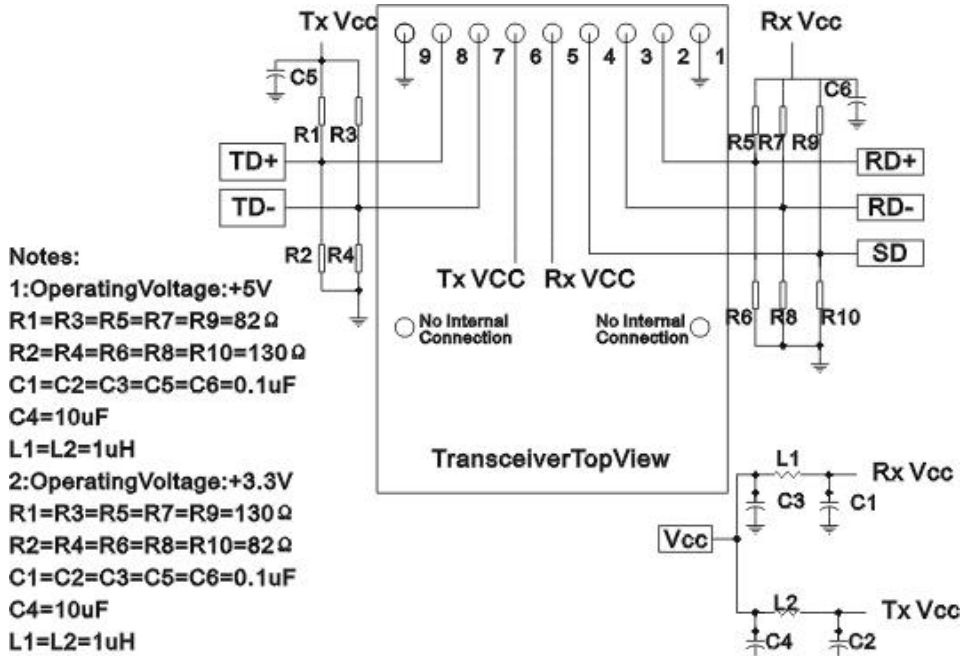 Tx Vcc
Rx Vcc
9 8 7 6 5 4 3 2 1
C5
C6
R1 R3
R5 R7 R9
TD+
RD+
TD-
RD-
SD
R2 R4
Tx VCC Rx VCC
R6 R8 R10
No Internal
Connection
No Internal
Connection
TransceiverTopView
Notes:
1:OperatingVoltage:+5V
R1=R3=R5=R7=R9=82Ω
R2=R4=R6=R8=R10=130Ω
C1=C2=C3=C5=C6=0.1uF
C4=10uF
L1=L2=1uH
2:OperatingVoltage:+3.3V
R1=R3=R5=R7=R9=130Ω
R2=R4=R6=R8=R10=82Ω
C1=C2=C3=C5=C6=0.1uF
C4=10uF
L1=L2=1uH
L1
Rx Vcc
C3
C1
Vcc
L2
Tx Vcc
C4
C2